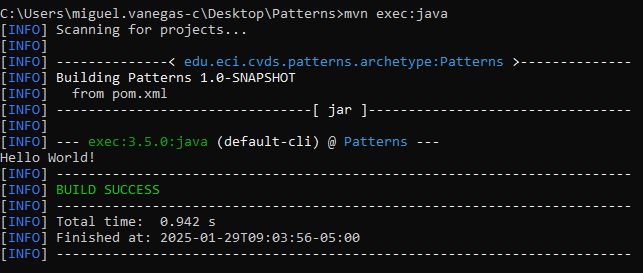 C:\Users\miguel.vanegas-c\Desktop\Patterns>mvn exec:java
[INFO] Scanning for projects...
[INFO]
[INFO] --------------< edu.eci.cvds.patterns.archetype:Patterns >--------------
[INFO] Building Patterns 1.0-SNAPSHOT
[INFO]   from pom.xml
[INFO] --------------------------------[ jar ]---------------------------------
[INFO]
[INFO] --- exec:3.5.0:java (default-cli) @ Patterns ---
Hello World!
[INFO] ------------------------------------------------------------------------
[INFO] BUILD SUCCESS
[INFO] ------------------------------------------------------------------------
[INFO] Total time:  0.942 s
[INFO] Finished at: 2025-01-29T09:03:56-05:00
[INFO] ------------------------------------------------------------------------